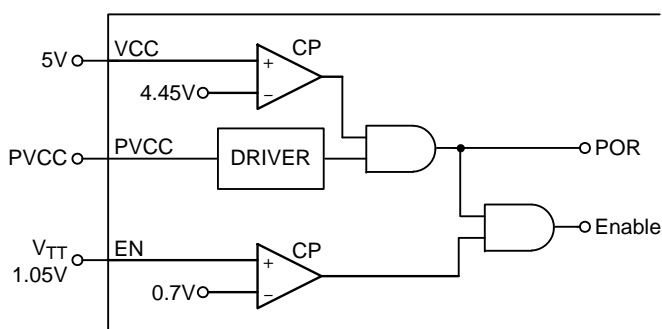 VCC
CP
5V
+
4.45V
−
PVCC
PVCC
DRIVER
POR
Enable
VTT
1.05V
EN
CP
+
0.7V
−